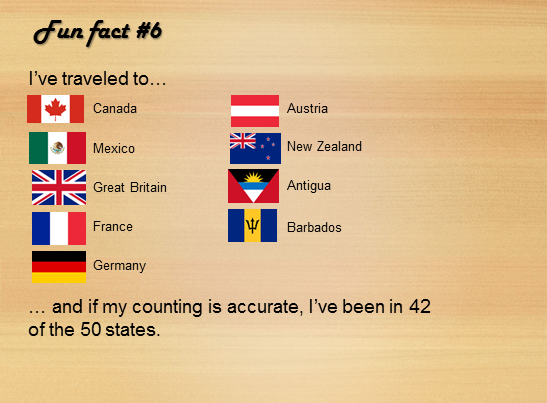 Fun fact #6
I've traveled to…
Canada
Mexico
Great Britain
France
Germany
Austria
New Zealand
Antigua
Barbados
… and if my counting is accurate, I've been in 42
of the 50 states.